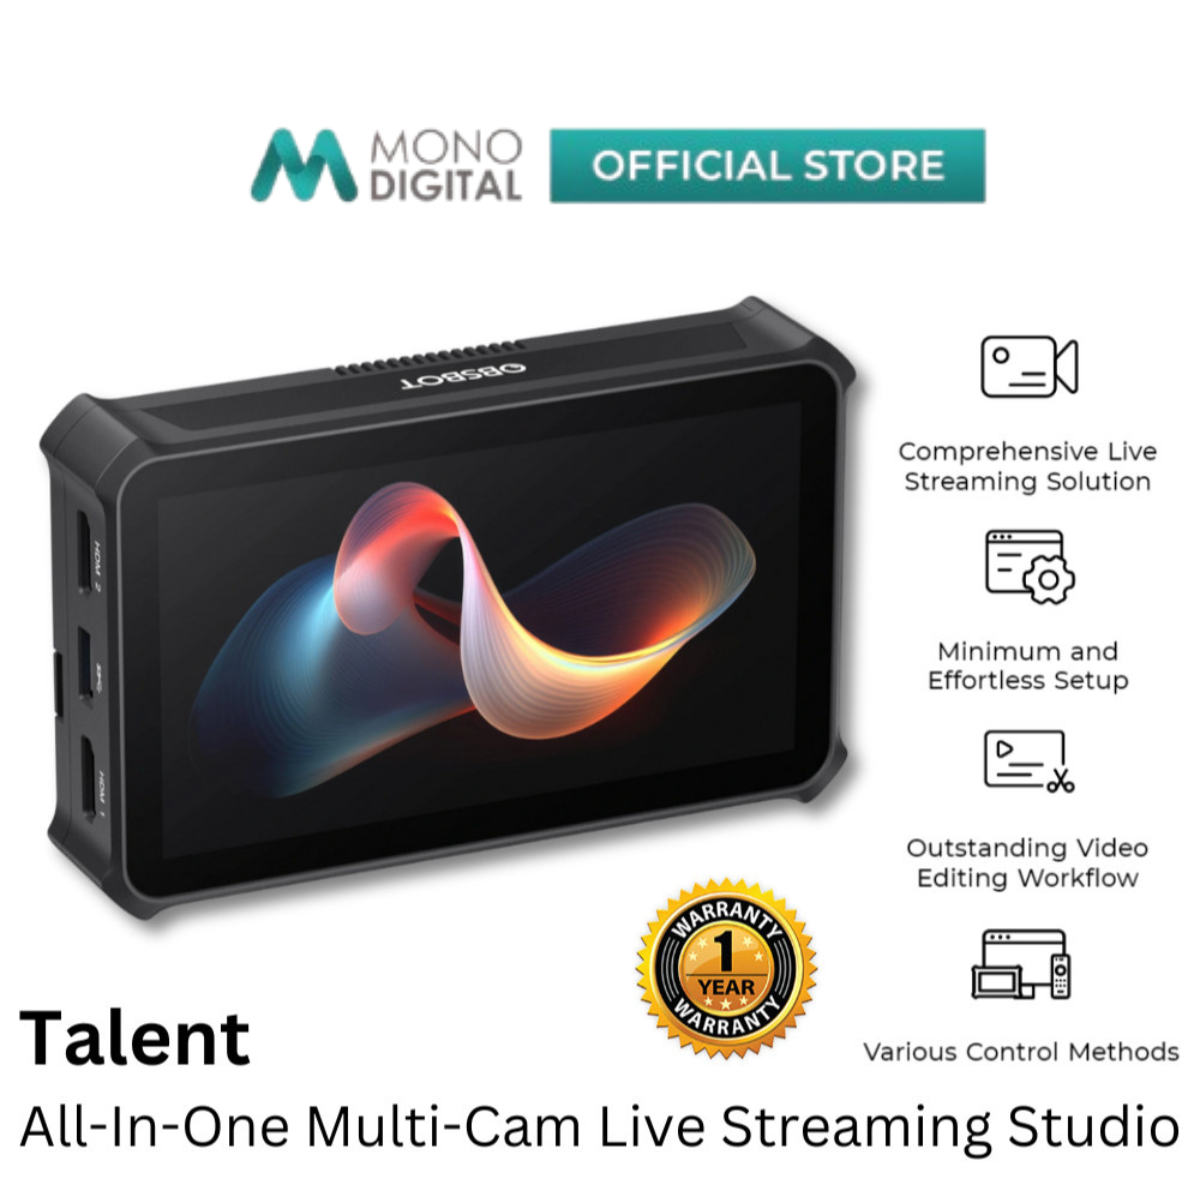 MONO
DIGITAL
OFFICIAL STORE
OBSBOT
HDMI 2
HDMI 1
Comprehensive Live
Streaming Solution
Minimum and
Effortless Setup
Outstanding Video
Editing Workflow
Various Control Methods
WARRANTY
1
YEAR
WARRANTY
Talent
All-In-One Multi-Cam Live Streaming Studio